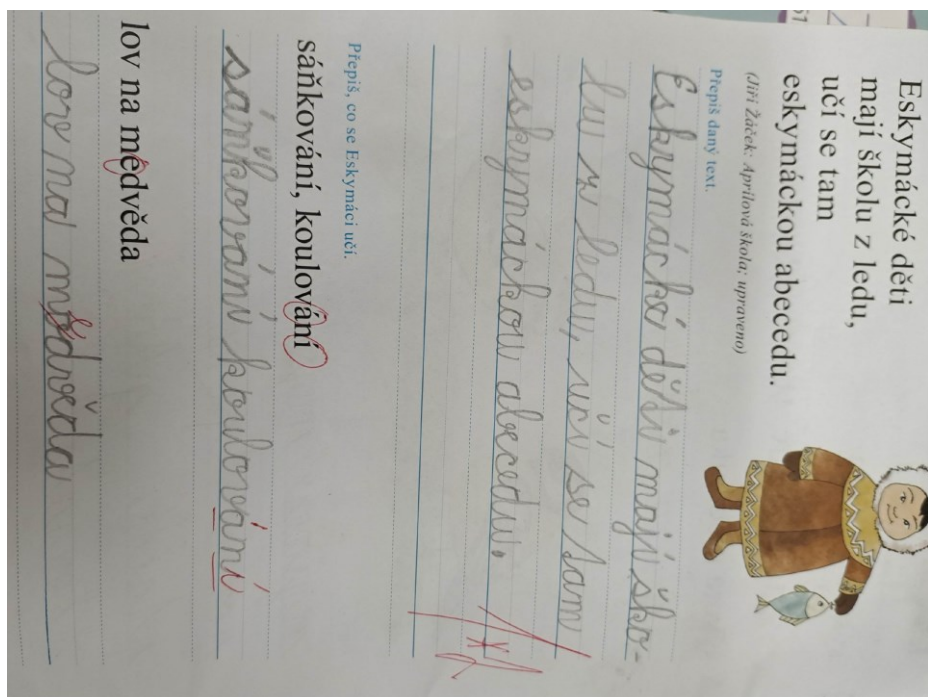 Eskymácké děti
mají školu z ledu,
učí se tam
eskymáckou abecedu.
(Jiří Žáček: Aprílová škola; upraveno)
Přepiš daný text.
Eskymácké děti mají ško-
lu z ledu, učí se tam
eskymáckou abecedu.
Přepiš, co se Eskymáci učí.
sáňkování, koulování
sáňkování koulování
lov na medvěda
lov na medvěda